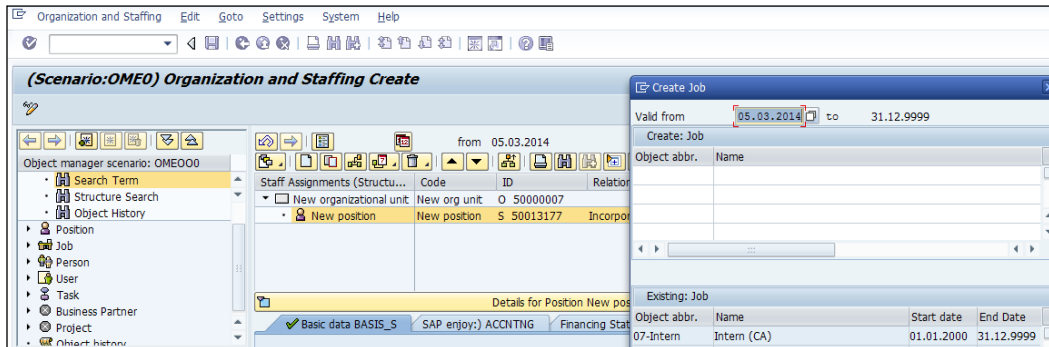 Organization and Staffing Edit Goto Settings System Help
(Scenario:OME0) Organization and Staffing Create
Create Job
Valid from 05.03.2014 to 31.12.9999
Create: Job
Object abbr. Name
from 05.03.2014
Object manager scenario: OMEOO0
Search Term
Structure Search
Object History
Position
Job
Person
User
Task
Business Partner
Project
Object history
Staff Assignments (Structu... Code ID Relation
New organizational unit New org unit O 50000007
New position New position S 50013177 Incorpor
Details for Position New pos
Basic data BASIS_S SAP enjoy:) ACCNTNG Financing Stat
Existing: Job
Object abbr. Name Start date End Date
07-Intern Intern (CA) 01.01.2000 31.12.9999